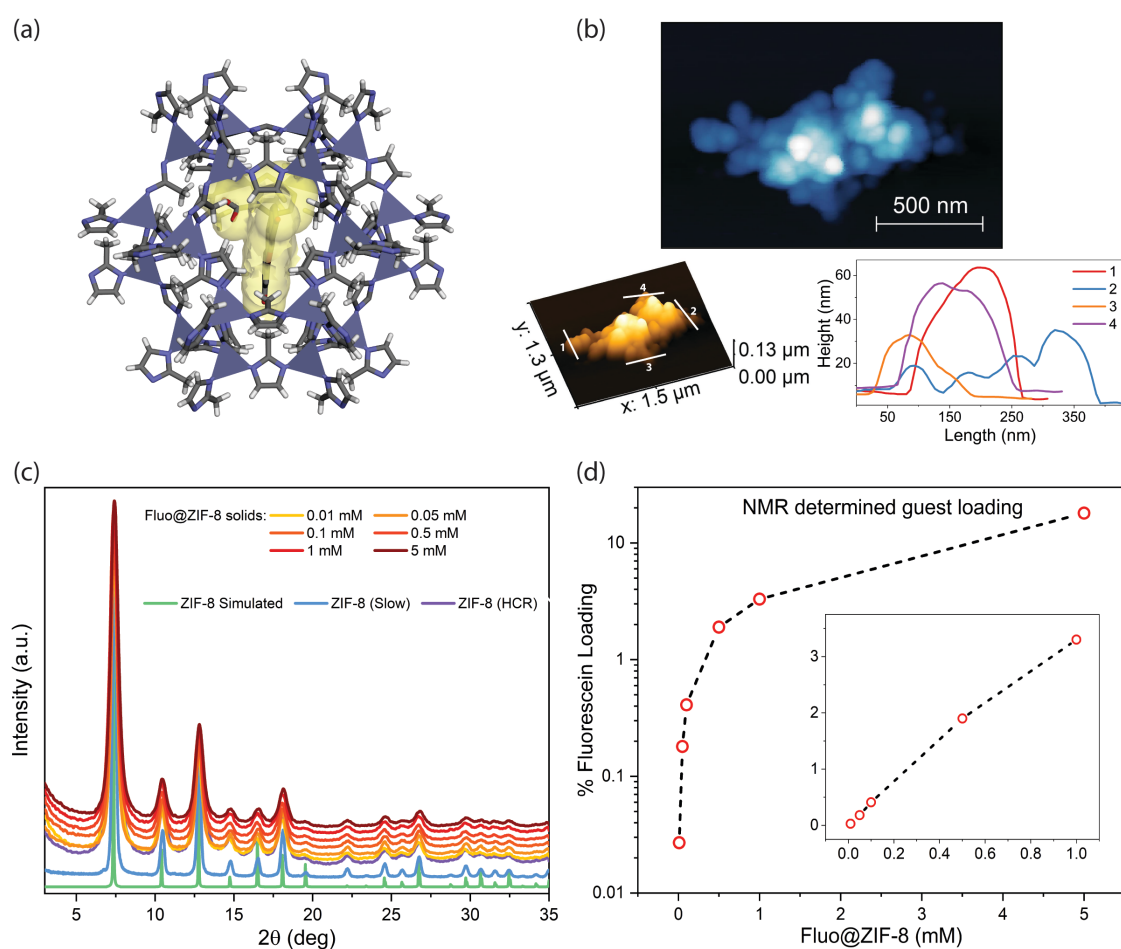 (a)
(b)
500 nm
4
2
1
3
y: 1.3 µm
x: 1.5 µm
0.13 µm
0.00 µm
Height (nm)
60
40
20
50 150 250 350
Length (nm)
1
2
3
4
(c)
Fluo@ZIF-8 solids: 0.01 mM 0.05 mM
0.1 mM 0.5 mM
1 mM 5 mM
ZIF-8 Simulated ZIF-8 (Slow) ZIF-8 (HCR)
Intensity (a.u.)
5 10 15 20 25 30 35
2θ (deg)
(d)
NMR determined guest loading
% Fluorescein Loading
10
1
0.1
0.01
0 1 2 3 4 5
Fluo@ZIF-8 (mM)
3
2
1
0
0.0 0.2 0.4 0.6 0.8 1.0